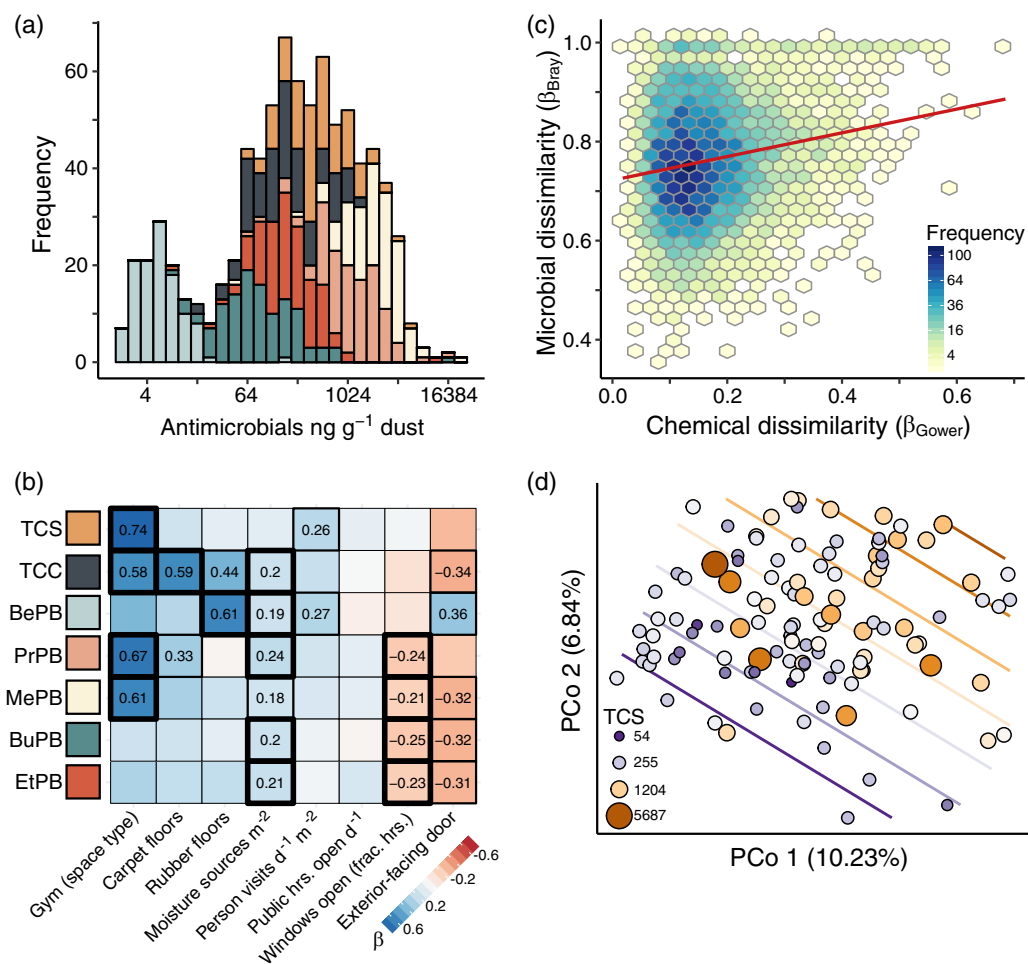 (a)
Frequency
60
40
20
0
4
64
1024
16384
Antimicrobials ng g⁻¹ dust
(b)
TCS
TCC
BePB
PrPB
MePB
BuPB
EtPB
0.74 0.26
0.58 0.59 0.44 0.2 −0.34
0.61 0.19 0.27 0.36
0.67 0.33 0.24 −0.24
0.61 0.18 −0.21 −0.32
0.2 −0.25 −0.32
0.21 −0.23 −0.31
Gym (space type)
Carpet floors
Rubber floors
Moisture sources m⁻²
Person visits d⁻¹ m⁻²
Public hrs. open d⁻¹
Windows open (frac. hrs.)
Exterior-facing door
β
-0.6
-0.2
0.2
0.6
(c)
Microbial dissimilarity (βBray)
1.0
0.8
0.6
0.4
0.0
0.2
0.4
0.6
Chemical dissimilarity (βGower)
Frequency
100
64
36
16
4
(d)
PCo 2 (6.84%)
TCS
54
255
1204
5687
PCo 1 (10.23%)